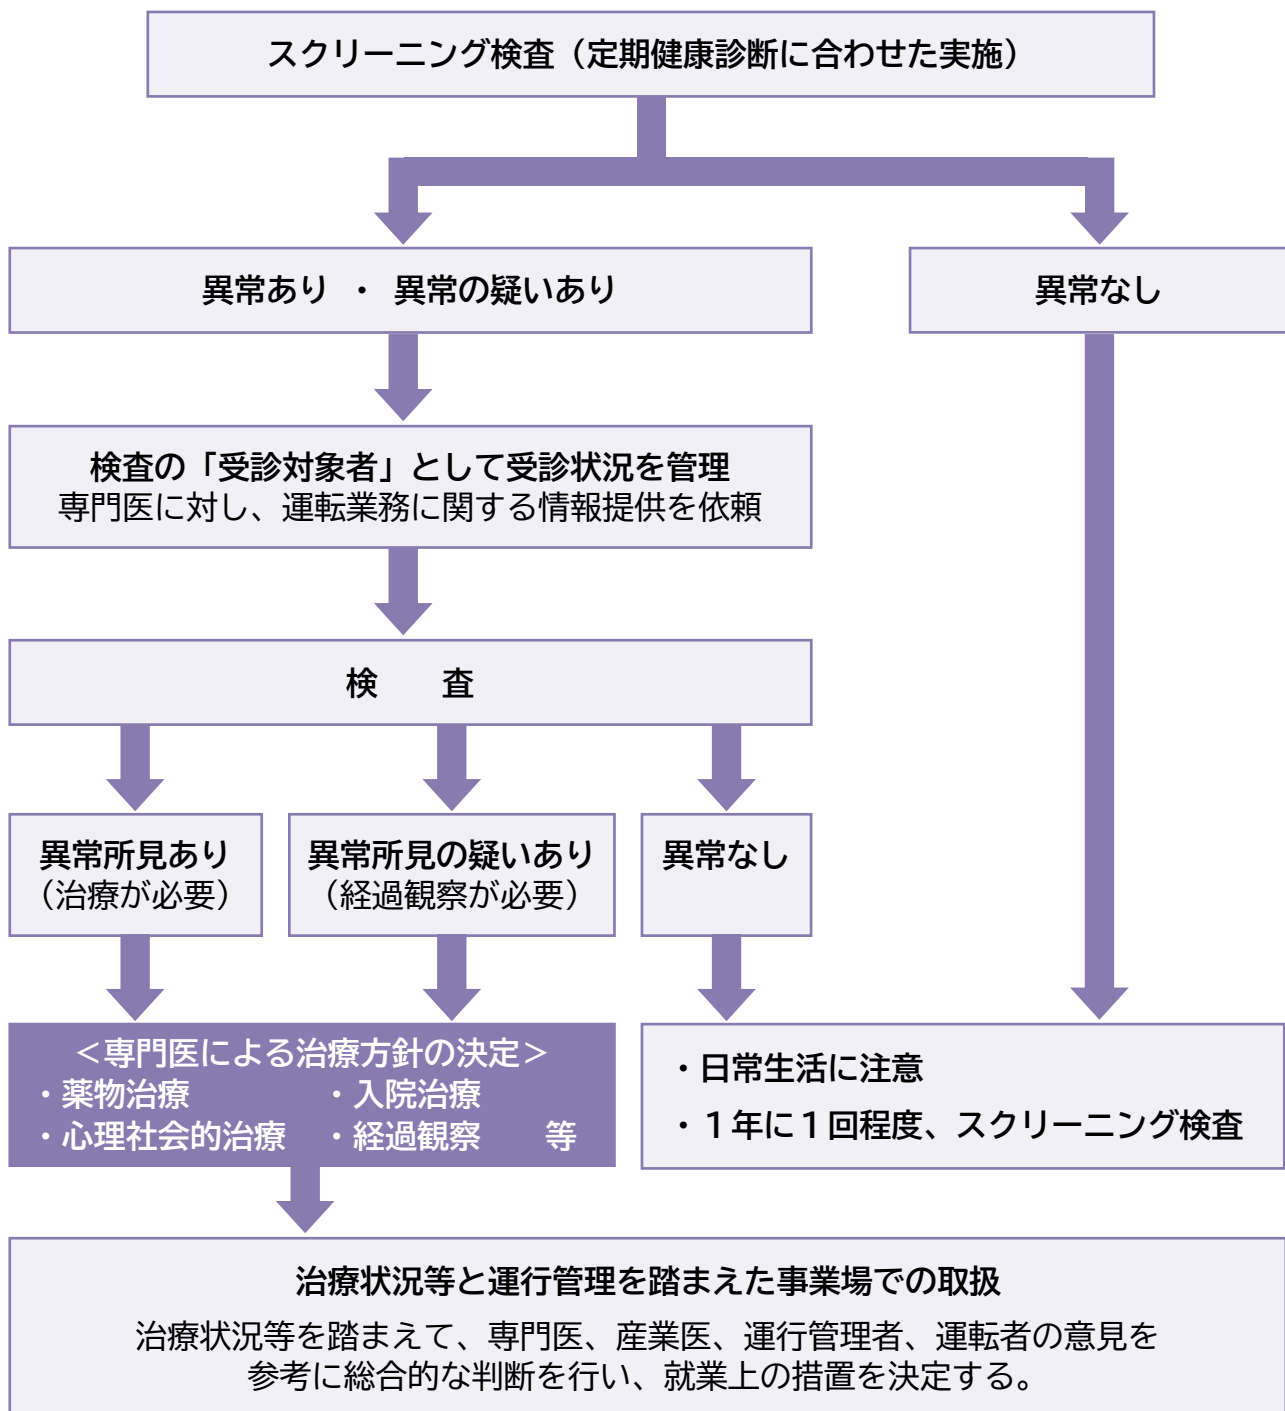 スクリーニング検査（定期健康診断に合わせた実施）
異常あり ・ 異常の疑いあり
異常なし
検査の「受診対象者」として受診状況を管理
専門医に対し、運転業務に関する情報提供を依頼
検　査
異常所見あり
（治療が必要）
異常所見の疑いあり
（経過観察が必要）
異常なし
＜専門医による治療方針の決定＞
・薬物治療　・入院治療
・心理社会的治療　・経過観察　等
・日常生活に注意
・１年に１回程度、スクリーニング検査
治療状況等と運行管理を踏まえた事業場での取扱
治療状況等を踏まえて、専門医、産業医、運行管理者、運転者の意見を
参考に総合的な判断を行い、就業上の措置を決定する。